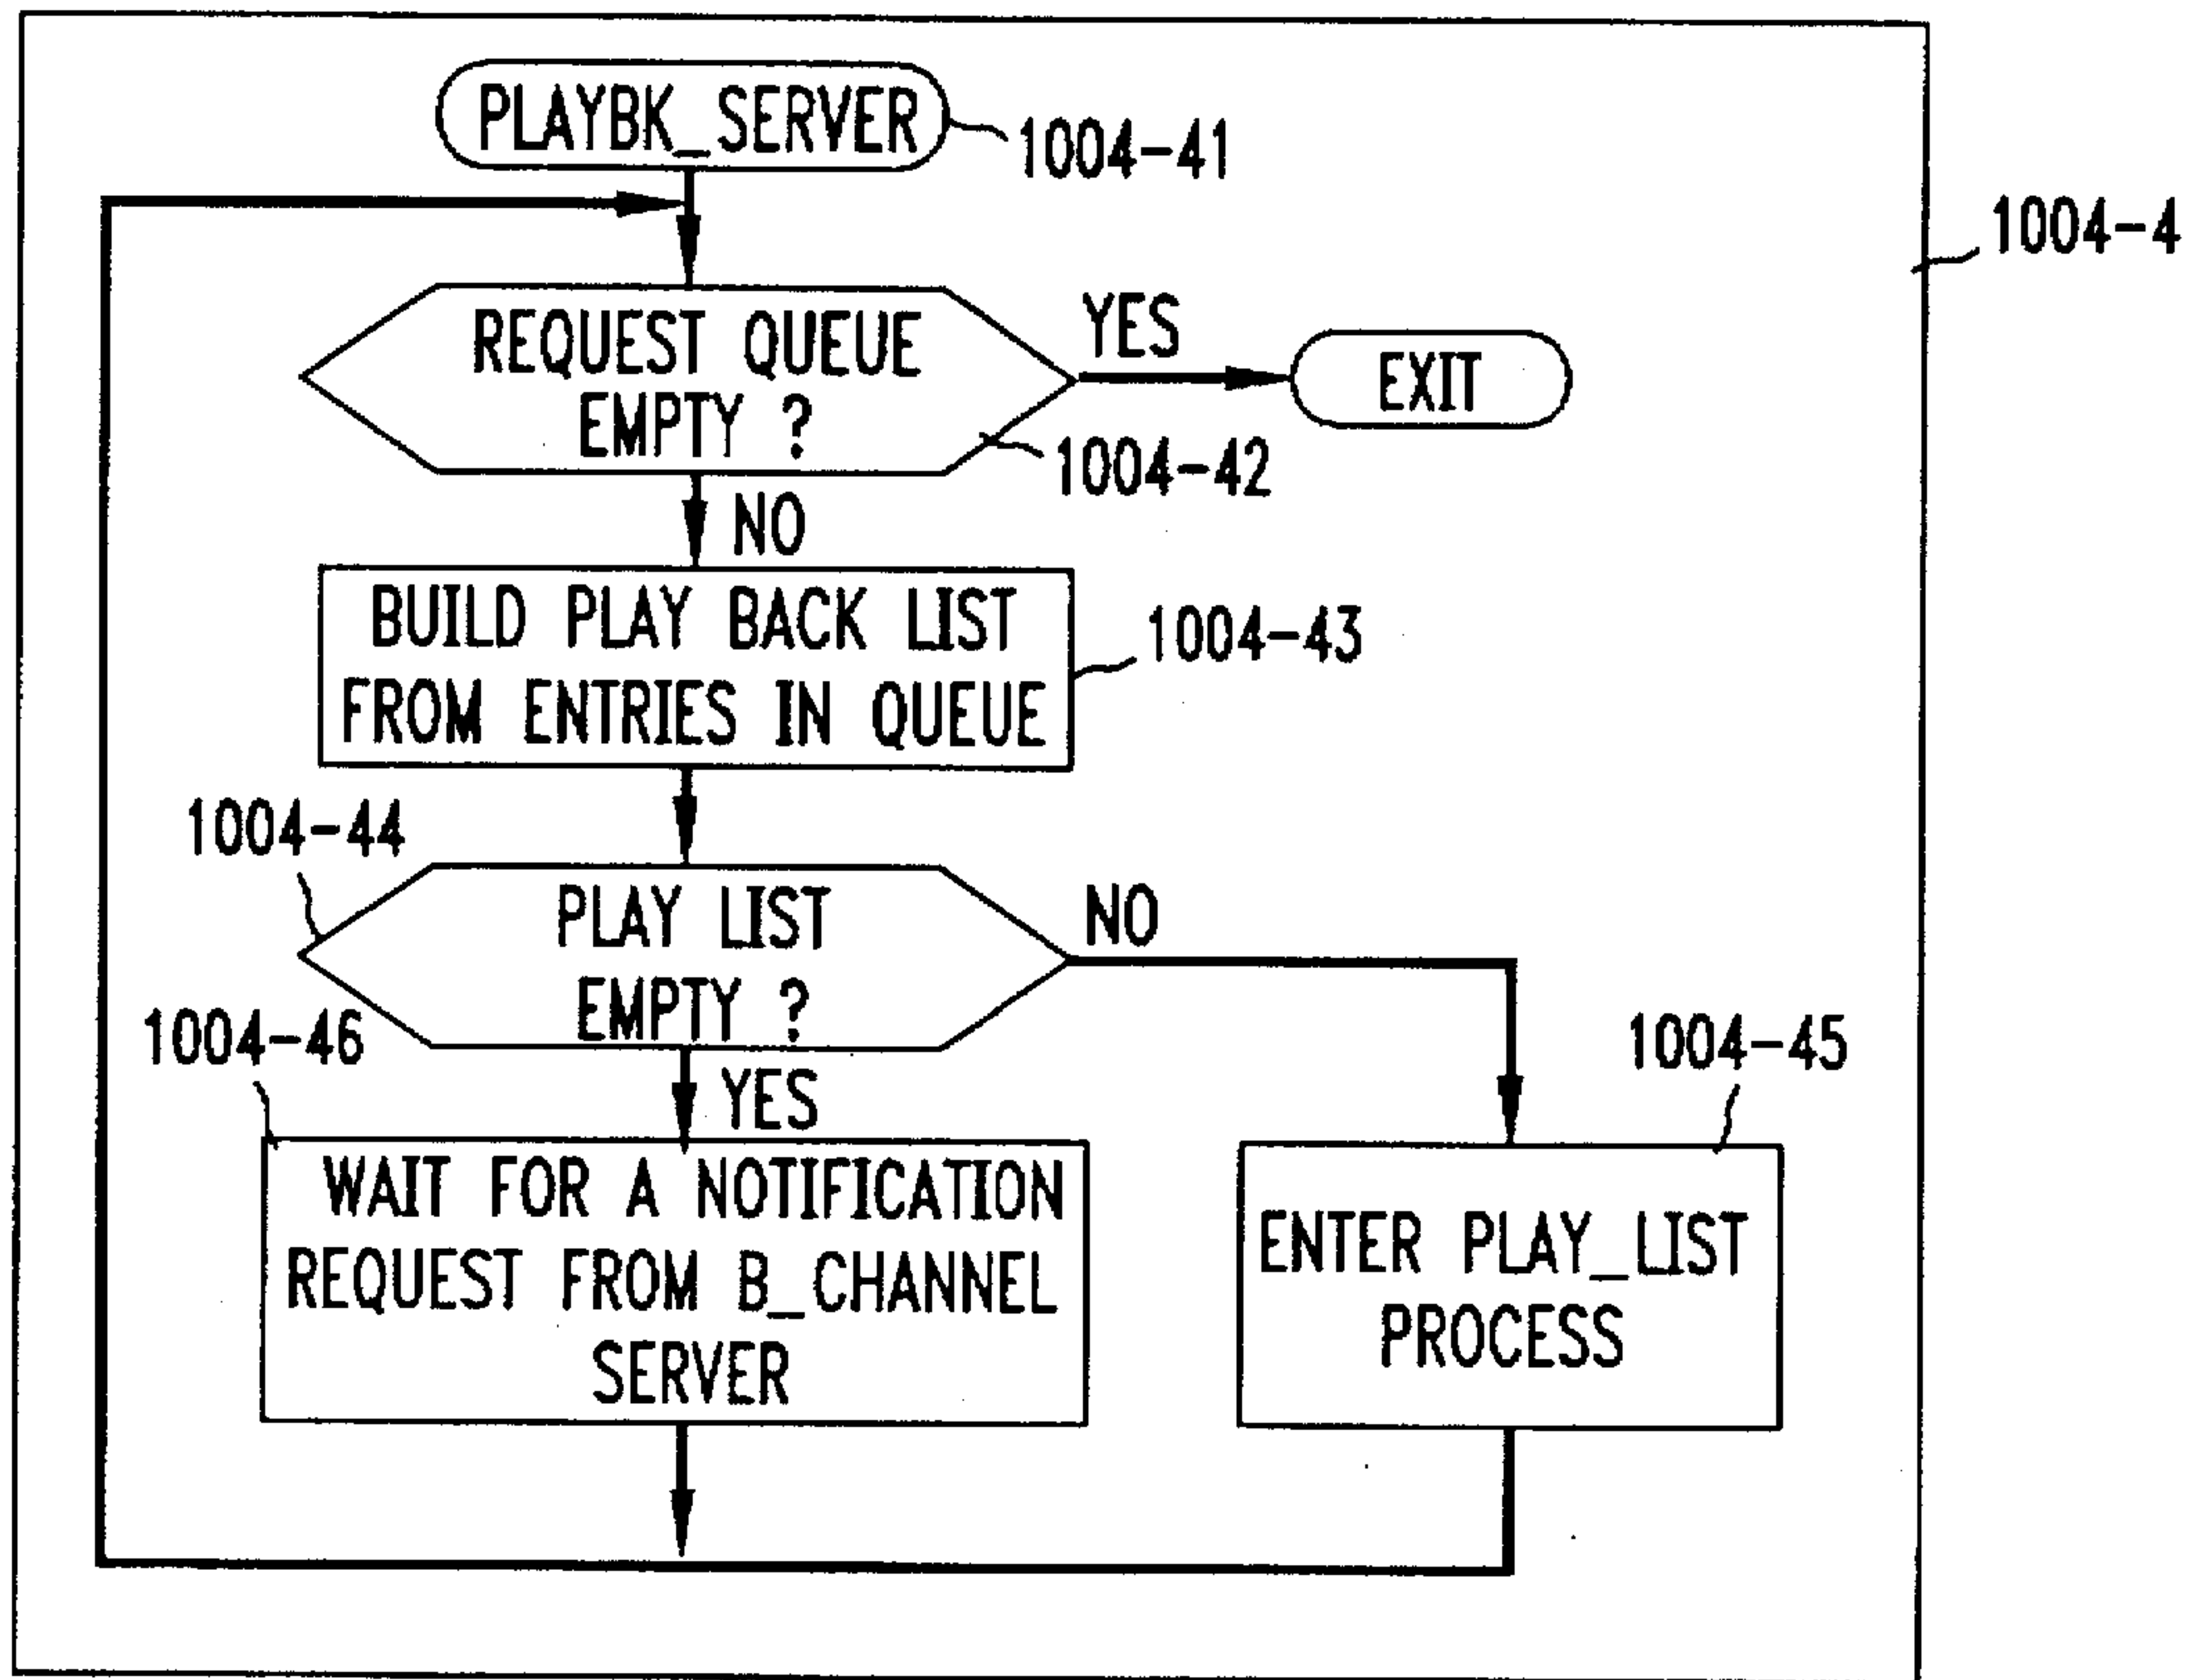 PLAYBK_SERVER
1004-41
1004-4
REQUEST QUEUE
EMPTY ?
YES
EXIT
1004-42
NO
BUILD PLAY BACK LIST
FROM ENTRIES IN QUEUE
1004-43
1004-44
PLAY LIST
EMPTY ?
NO
1004-46
YES
1004-45
WAIT FOR A NOTIFICATION
REQUEST FROM B_CHANNEL
SERVER
ENTER PLAY_LIST
PROCESS